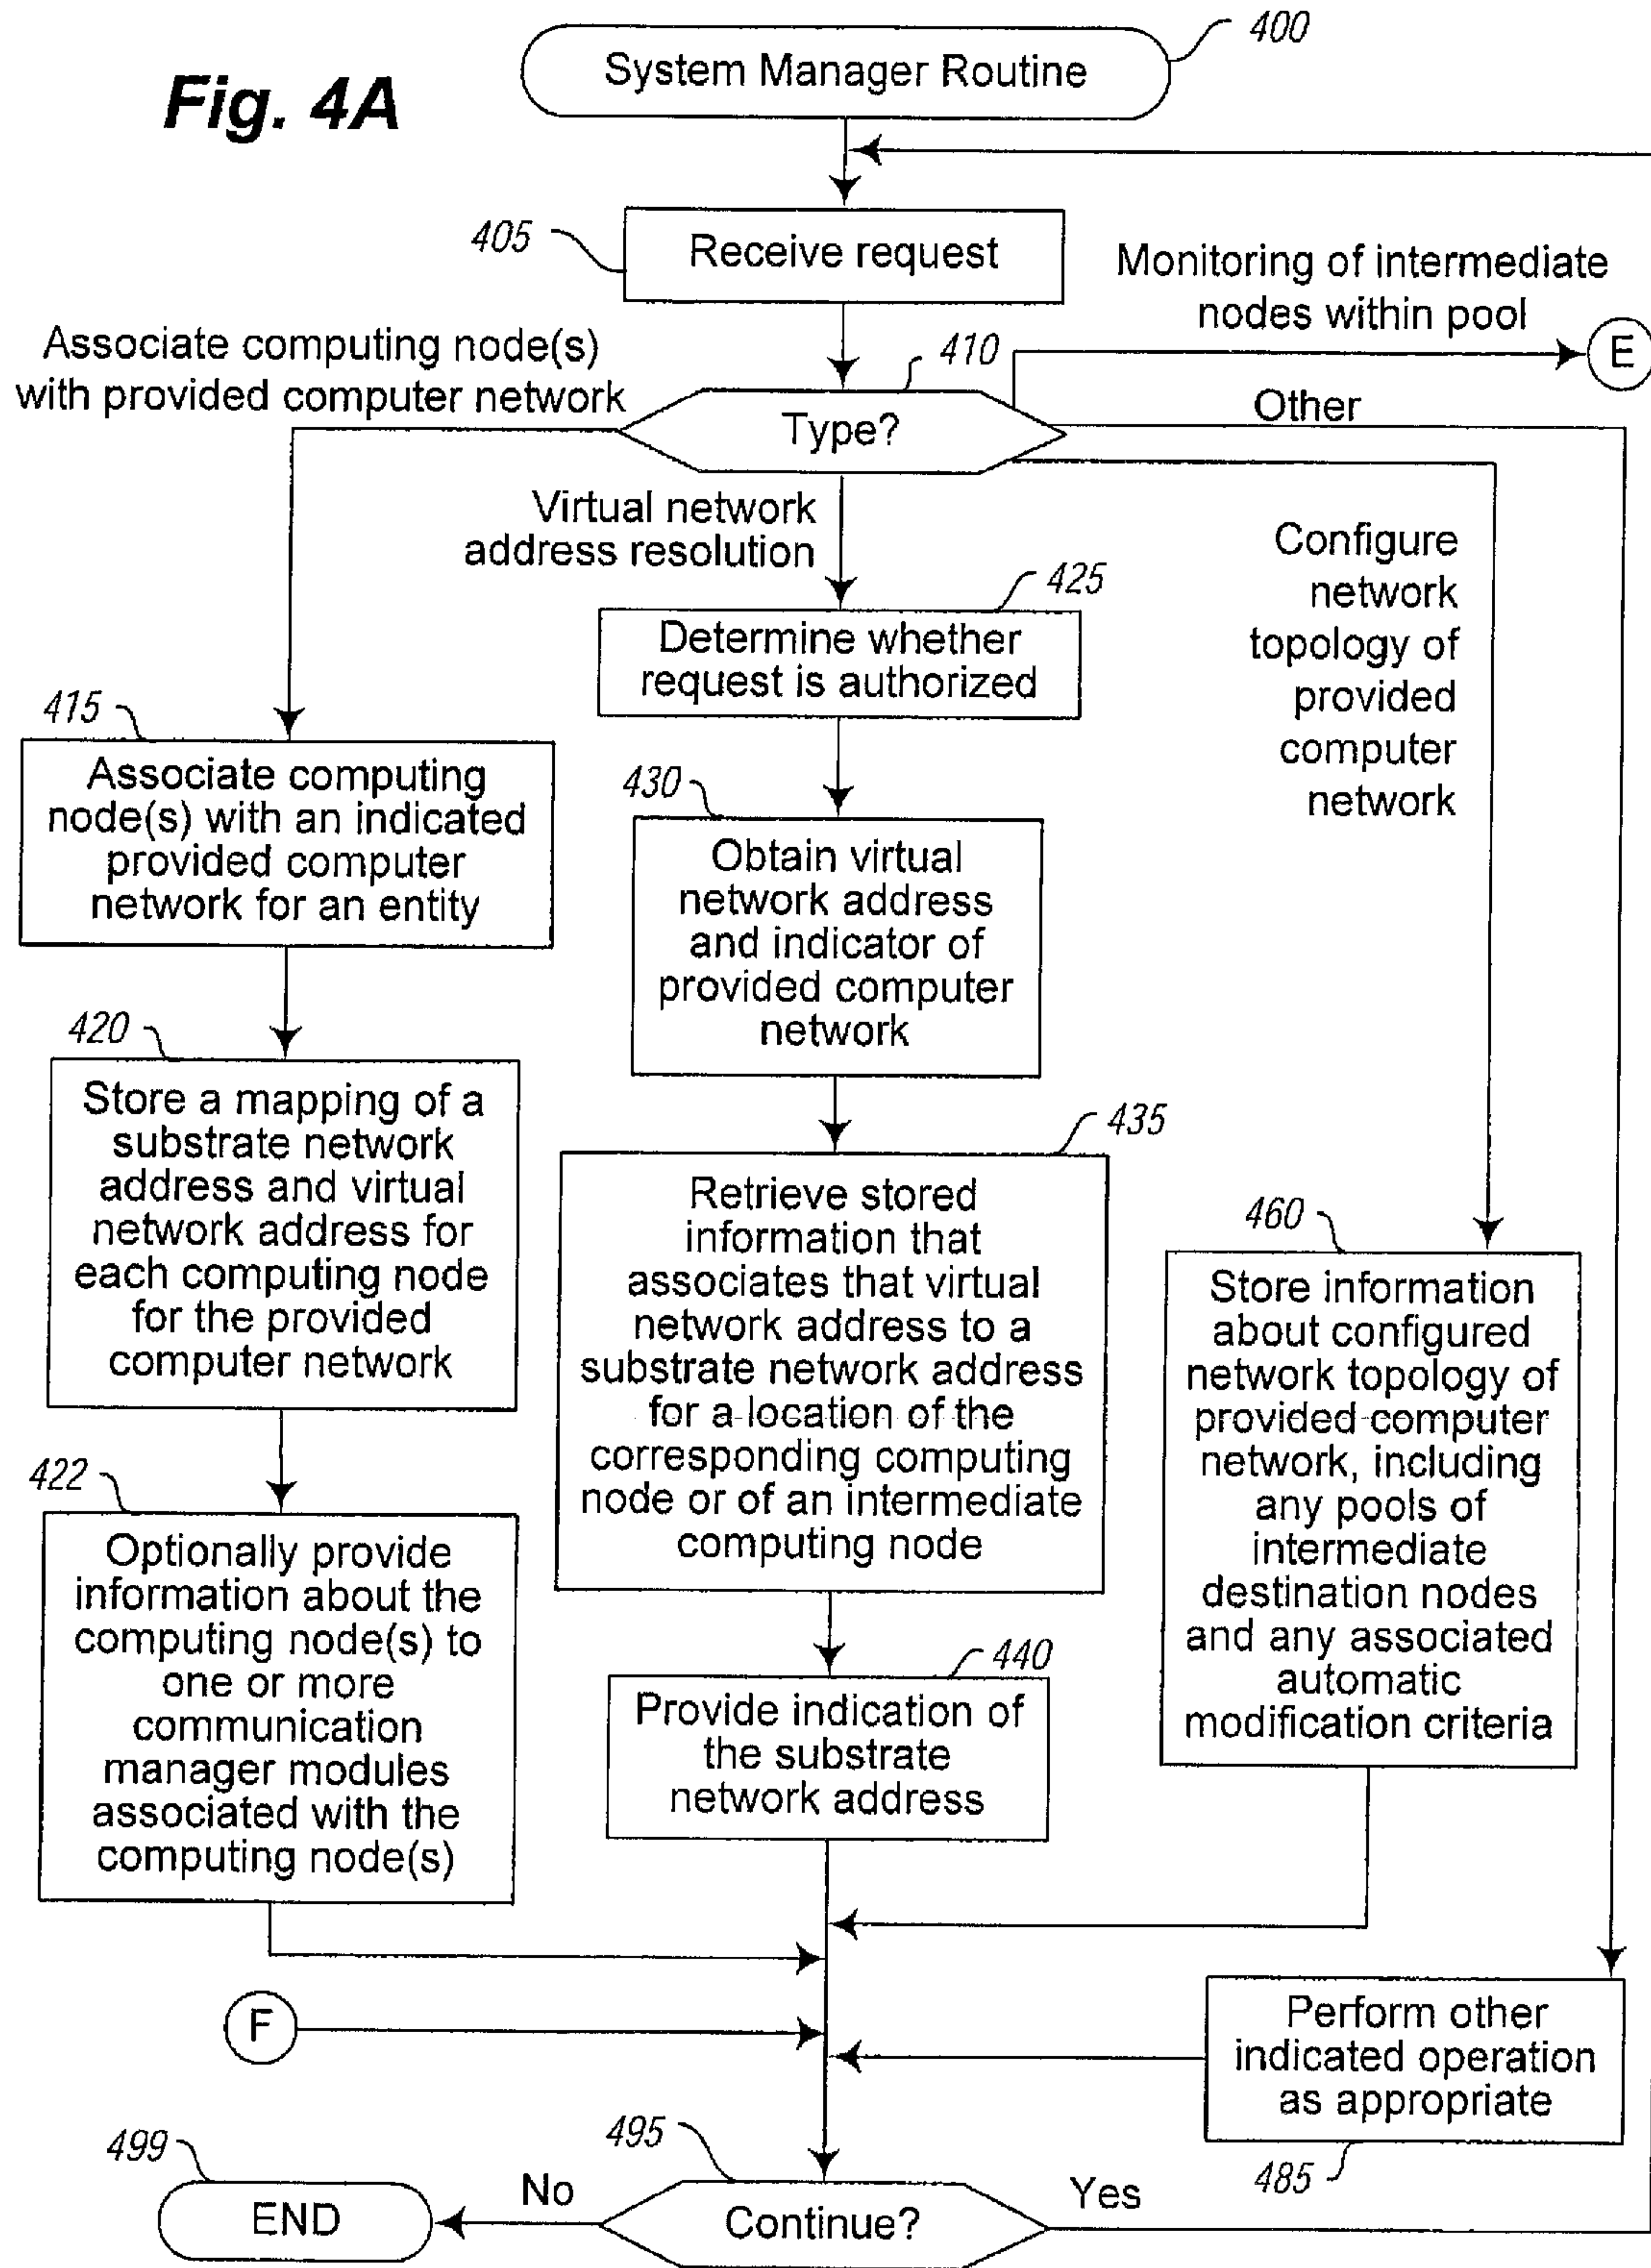 Fig. 4A
System Manager Routine
400
405
Receive request
Monitoring of intermediate
nodes within pool
E
Associate computing node(s)
with provided computer network
410
Type?
Other
Virtual network
address resolution
Configure
network
topology of
provided
computer
network
415
Associate computing
node(s) with an indicated
provided computer
network for an entity
420
Store a mapping of a
substrate network
address and virtual
network address for
each computing node
for the provided
computer network
422
Optionally provide
information about the
computing node(s) to
one or more
communication
manager modules
associated with the
computing node(s)
425
Determine whether
request is authorized
430
Obtain virtual
network address
and indicator of
provided computer
network
435
Retrieve stored
information that
associates that virtual
network address to a
substrate network address
for a location of the
corresponding computing
node or of an intermediate
computing node
440
Provide indication of
the substrate
network address
460
Store information
about configured
network topology of
provided computer
network, including
any pools of
intermediate
destination nodes
and any associated
automatic
modification criteria
F
Perform other
indicated operation
as appropriate
485
495
Continue?
Yes
No
499
END